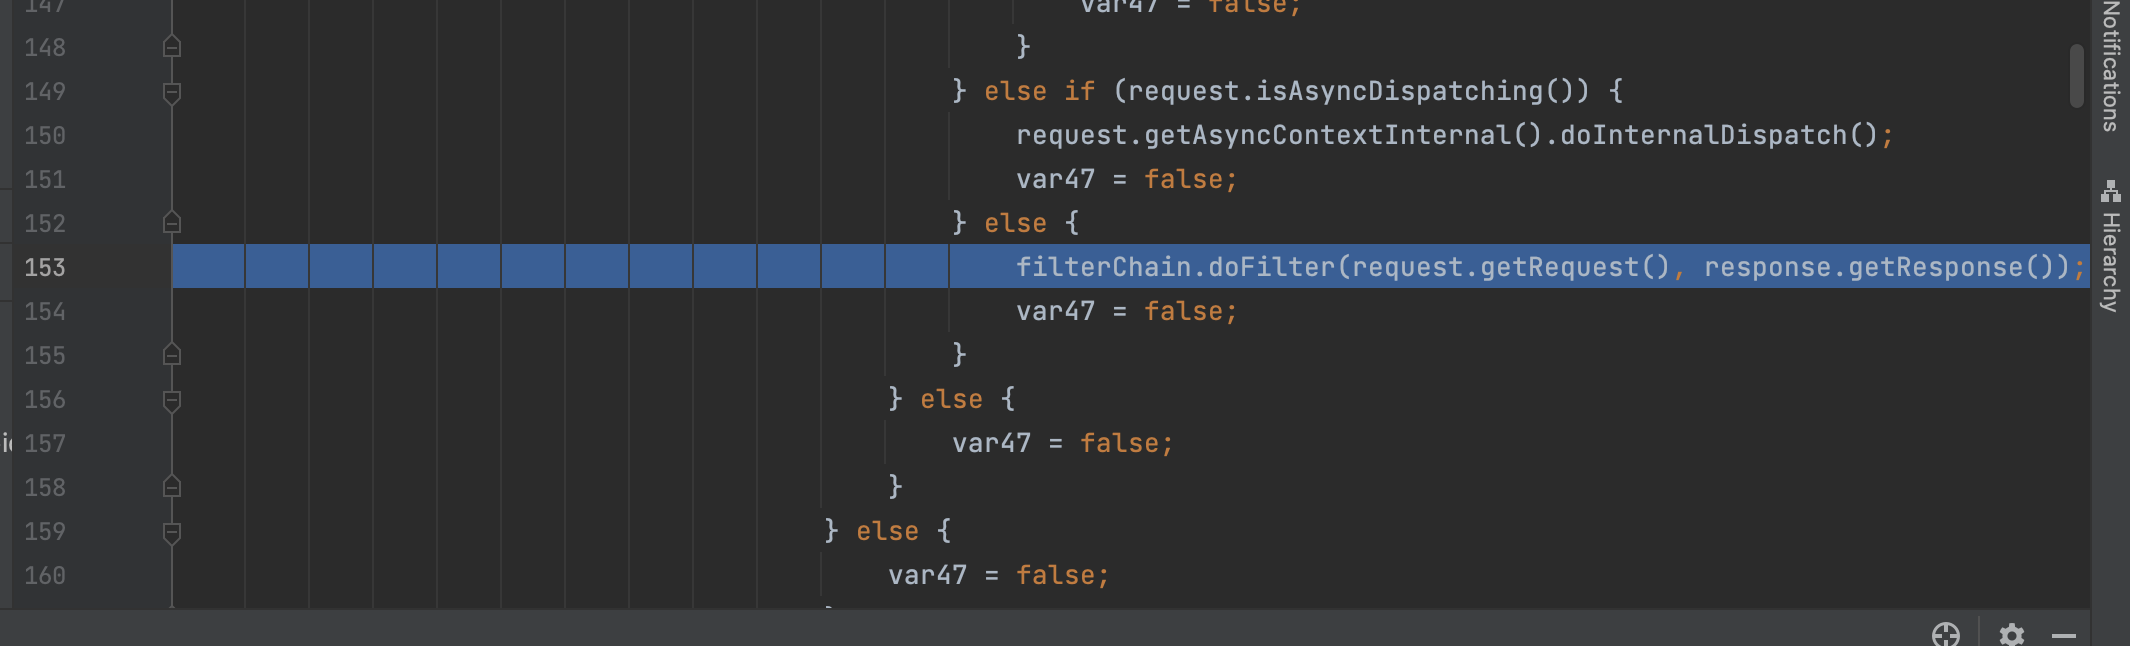 147 var47 = false;
148 }
149 } else if (request.isAsyncDispatching()) {
150 request.getAsyncContextInternal().doInternalDispatch();
151 var47 = false;
152 } else {
153 filterChain.doFilter(request.getRequest(), response.getResponse());
154 var47 = false;
155 }
156 } else {
157 var47 = false;
158 }
159 } else {
160 var47 = false;
Notifications
Hierarchy